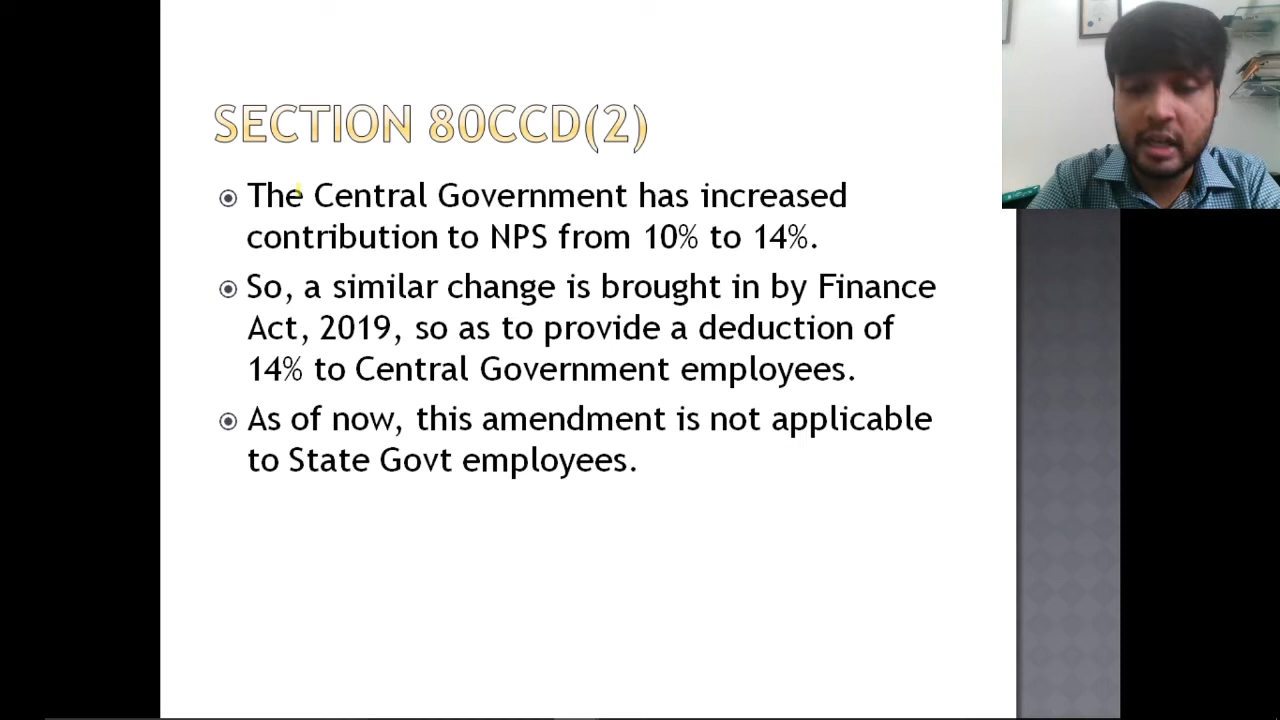 SECTION 80CCD(2)
The Central Government has increased
contribution to NPS from 10% to 14%.
So, a similar change is brought in by Finance
Act, 2019, so as to provide a deduction of
14% to Central Government employees.
As of now, this amendment is not applicable
to State Govt employees.